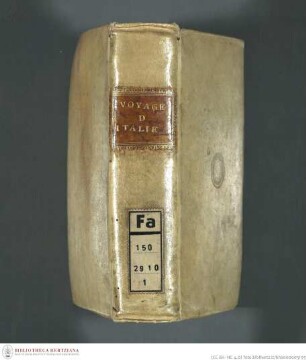 VOYAGE
D
ITALIE
Fa
150
2910
1
BIBLIOTHECA HERTZIANA